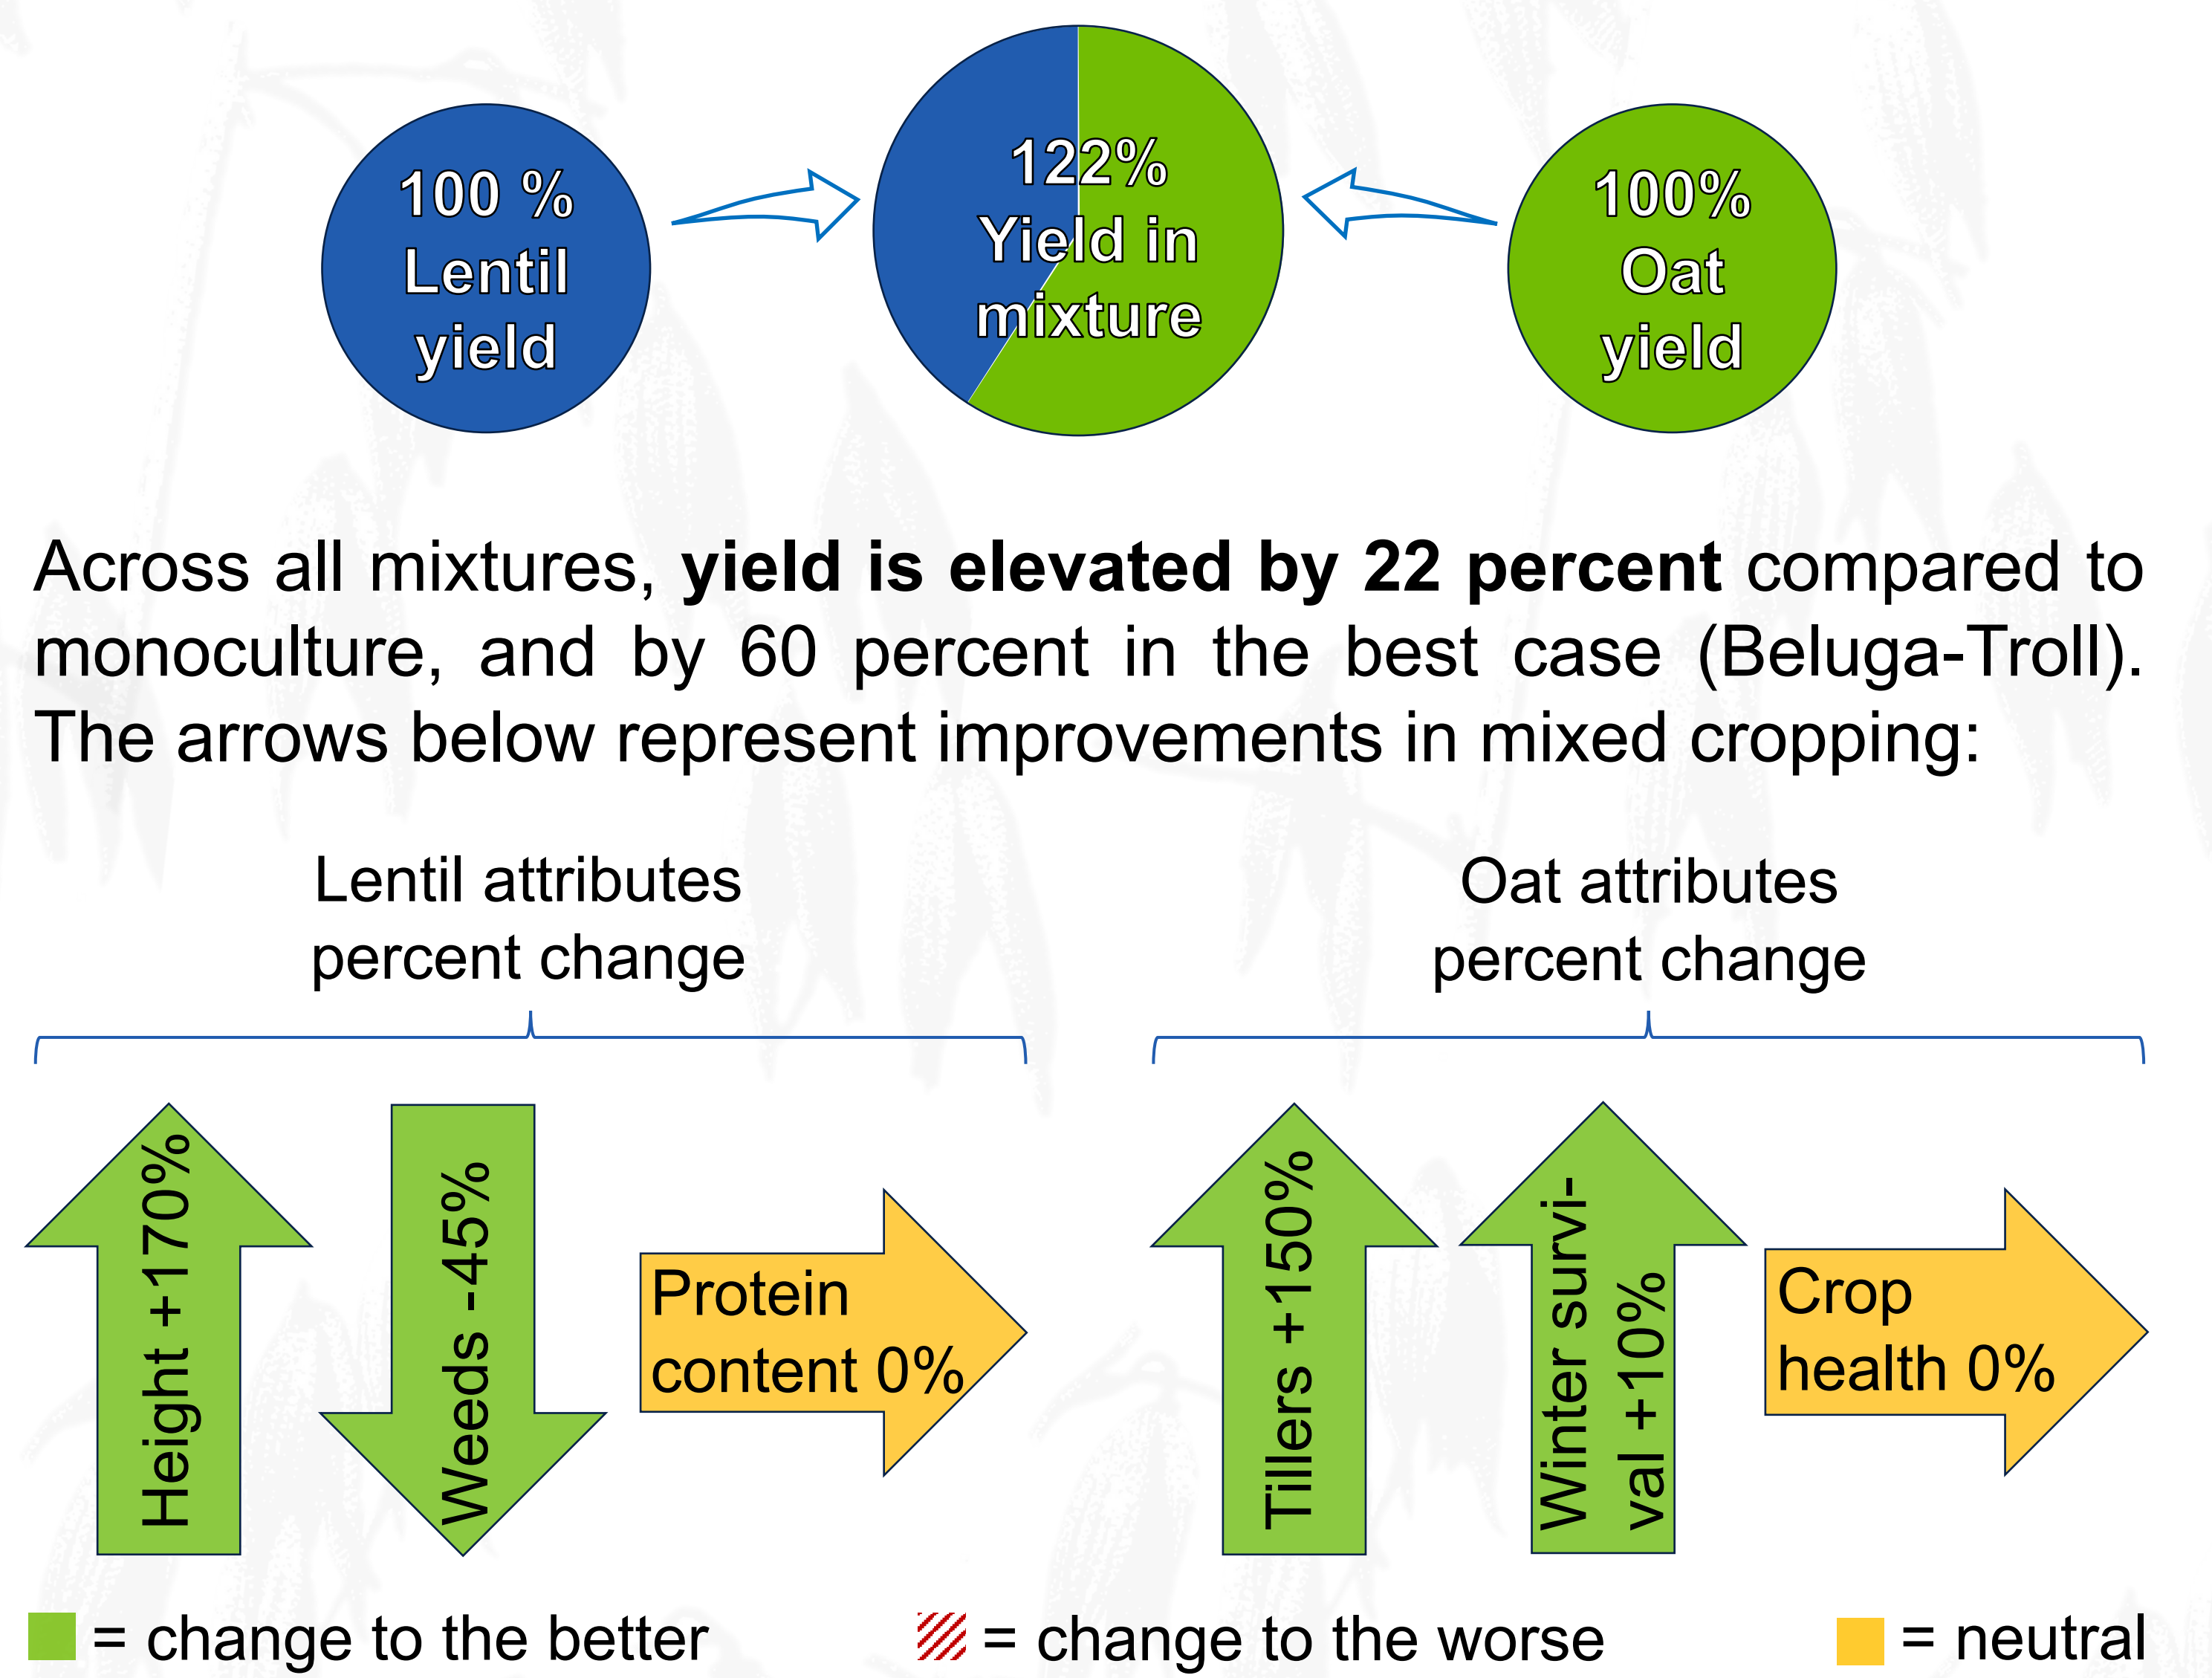 100 %
Lentil
yield
122%
Yield in
mixture
100%
Oat
yield
Across all mixtures, yield is elevated by 22 percent compared to
monoculture, and by 60 percent in the best case (Beluga-Troll).
The arrows below represent improvements in mixed cropping:
Lentil attributes
percent change
Oat attributes
percent change
Height +170%
Weeds -45%
Protein
content 0%
Tillers +150%
Winter survi-
val +10%
Crop
health 0%
= change to the better
= change to the worse
= neutral